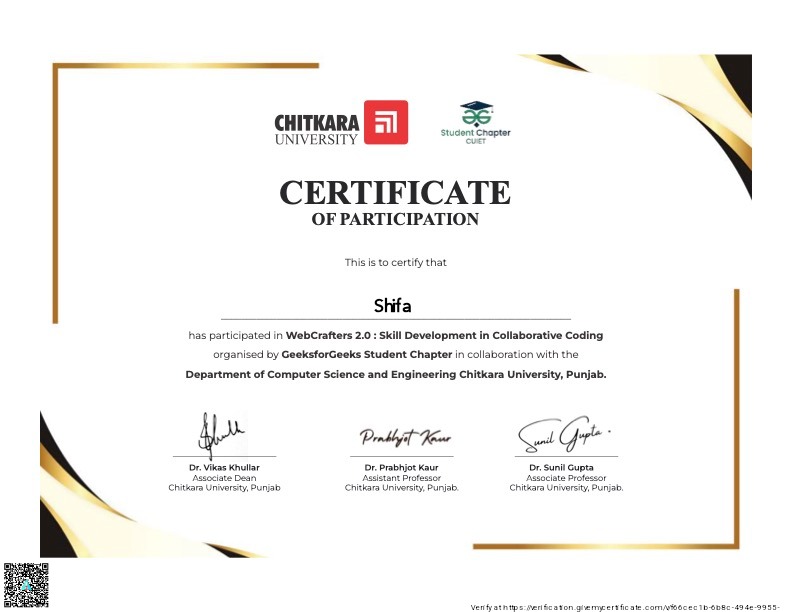 CHITKARA
UNIVERSITY
Student Chapter
CUIET
CERTIFICATE
OF PARTICIPATION
This is to certify that
Shifa
has participated in WebCrafters 2.0 : Skill Development in Collaborative Coding
organised by GeeksforGeeks Student Chapter in collaboration with the
Department of Computer Science and Engineering Chitkara University, Punjab.
Prabhjot Kaur
Sunil Gupta.
Dr. Vikas Khullar
Associate Dean
Chitkara University, Punjab
Dr. Prabhjot Kaur
Assistant Professor
Chitkara University, Punjab.
Dr. Sunil Gupta
Associate Professor
Chitkara University, Punjab.
Verify at https://verification.givemycertificate.com/v/f66cec1b-6b8c-494e-9955-